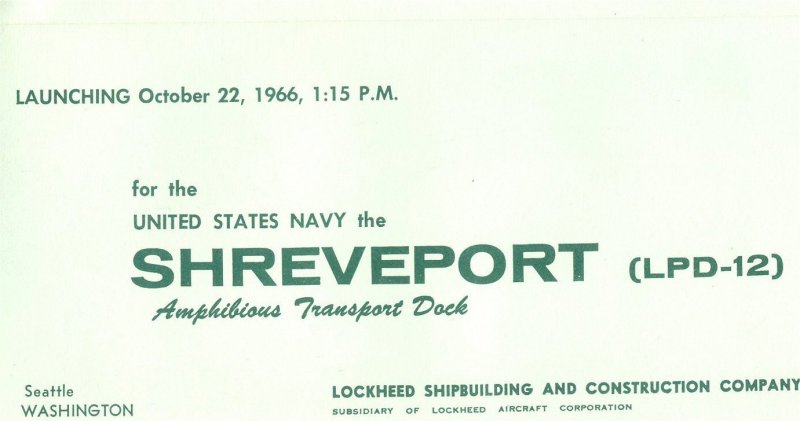 LAUNCHING October 22, 1966, 1:15 P.M.
for the
UNITED STATES NAVY the
SHREVEPORT (LPD-12)
Amphibious Transport Dock
Seattle
WASHINGTON
LOCKHEED SHIPBUILDING AND CONSTRUCTION COMPANY
SUBSIDIARY OF LOCKHEED AIRCRAFT CORPORATION